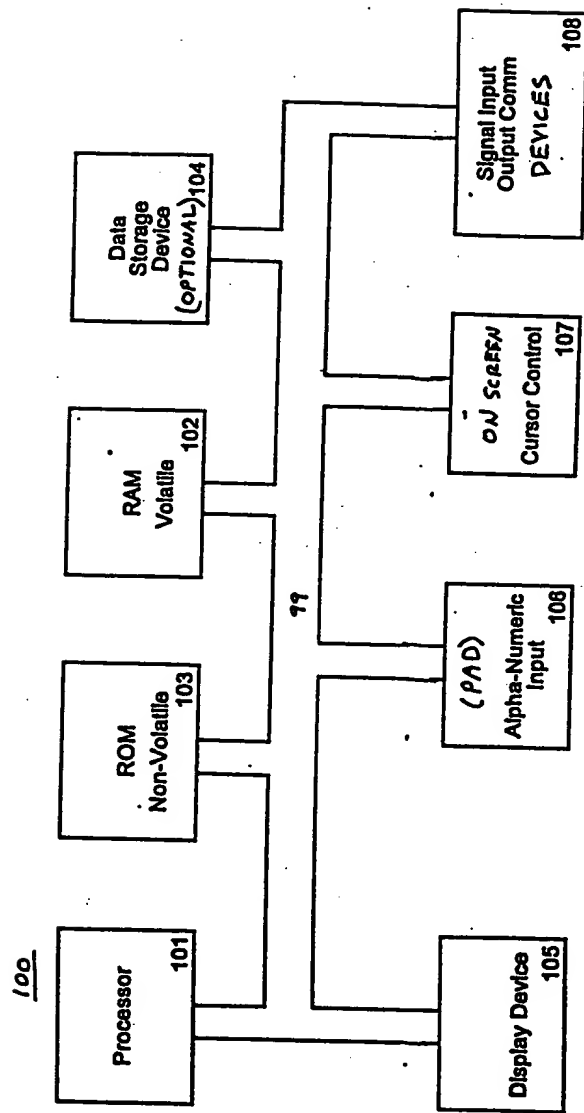 100
Processor
101
ROM
Non-Volatile
103
RAM
Volatile
102
Data
Storage
Device
(OPTIONAL) 104
99
Display Device
105
(PAD)
Alpha-Numeric
Input
106
ON SCREEN
Cursor Control
107
Signal Input
Output Comm
DEVICES
108